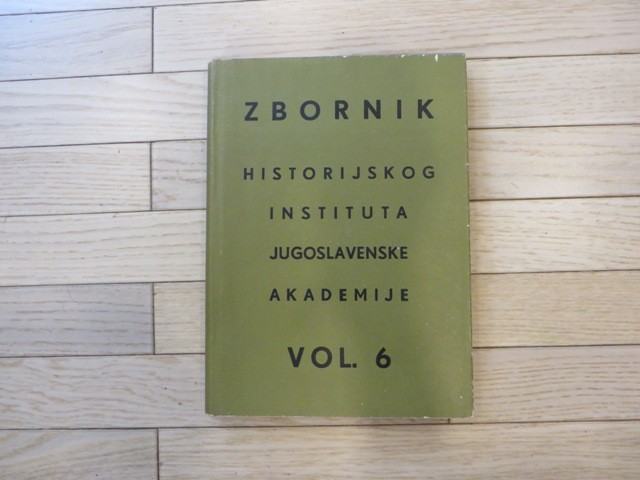 ZBORNIK
HISTORIJSKOG
INSTITUTA
JUGOSLAVENSKE
AKADEMIJE
VOL. 6